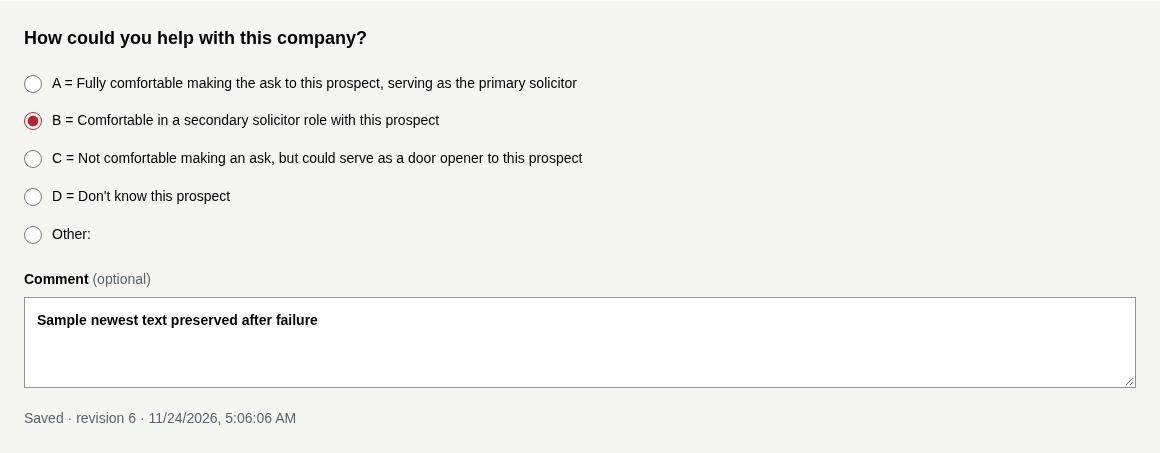 How could you help with this company?
A = Fully comfortable making the ask to this prospect, serving as the primary solicitor
B = Comfortable in a secondary solicitor role with this prospect
C = Not comfortable making an ask, but could serve as a door opener to this prospect
D = Don't know this prospect
Other:
Comment (optional)
Sample newest text preserved after failure
Saved · revision 6 · 11/24/2026, 5:06:06 AM